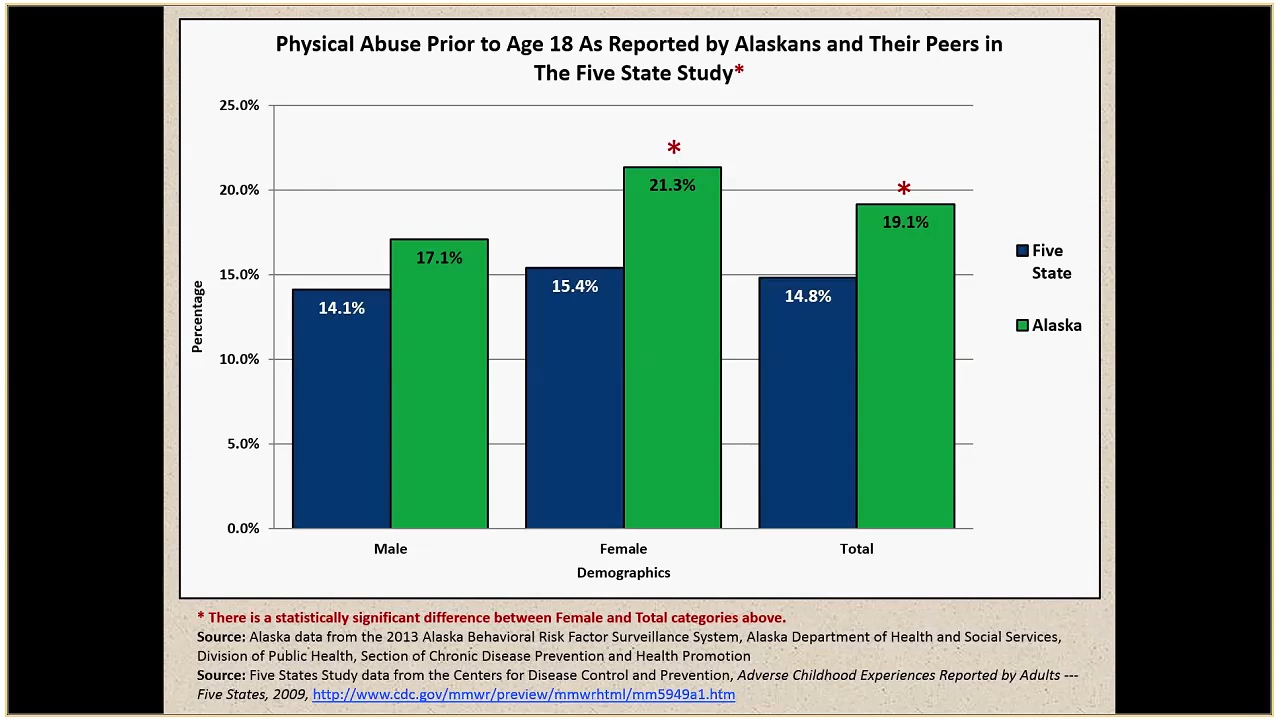 Physical Abuse Prior to Age 18 As Reported by Alaskans and Their Peers in
The Five State Study*
25.0%
20.0%
15.0%
10.0%
5.0%
0.0%
Percentage
14.1%
17.1%
15.4%
*
21.3%
14.8%
*
19.1%
Male
Female
Total
Demographics
Five
State
Alaska
* There is a statistically significant difference between Female and Total categories above.
Source: Alaska data from the 2013 Alaska Behavioral Risk Factor Surveillance System, Alaska Department of Health and Social Services,
Division of Public Health, Section of Chronic Disease Prevention and Health Promotion
Source: Five States Study data from the Centers for Disease Control and Prevention, Adverse Childhood Experiences Reported by Adults ---
Five States, 2009, http://www.cdc.gov/mmwr/preview/mmwrhtml/mm5949a1.htm